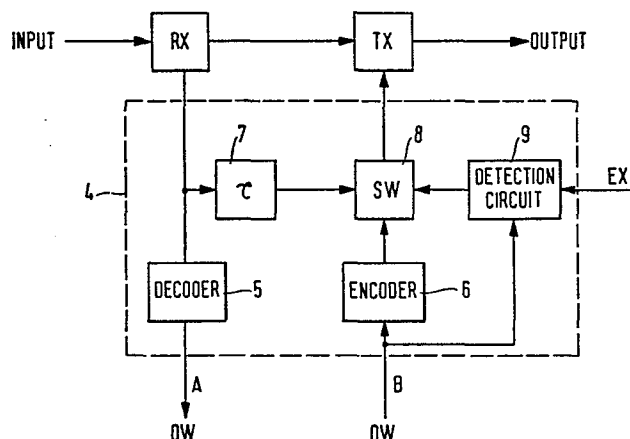 INPUT
RX
TX
OUTPUT
7
8
9
4
τ
SW
DETECTION
CIRCUIT
EX
DECODER
5
ENCODER
6
A
B
OW
OW